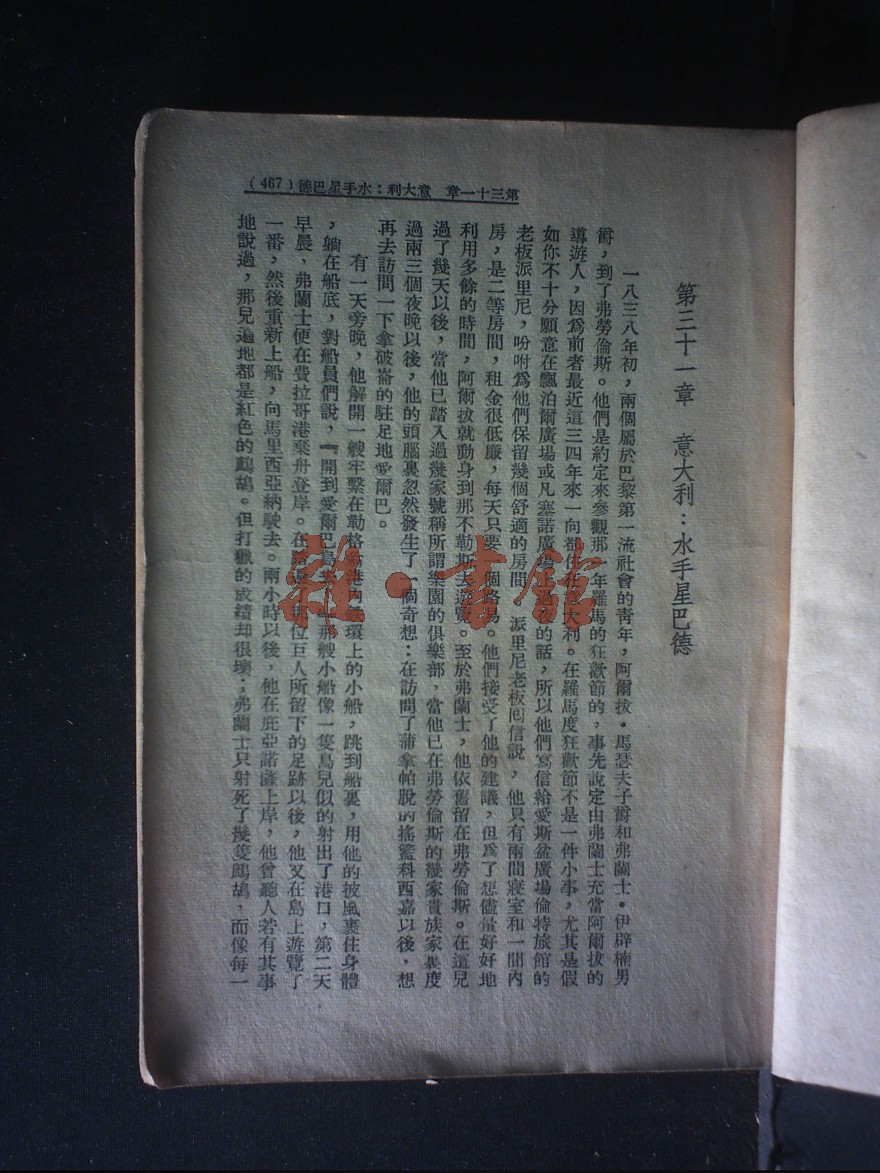 第三十一章　意大利：水手星巴德（467）
第三十一章　意大利：水手星巴德
一八三八年初，兩個屬於巴黎第一流社會的靑年，阿爾拔・馬瑟夫子爵和弗蘭士・伊辟楠男
爵，到了弗勞倫斯。他們是約定來參觀那一年羅馬的狂歡節的，事先說定由弗蘭士充當阿爾拔的
導遊人，因爲前者最近這三四年來一向都住在意大利。在羅馬度狂歡節不是一件小事，尤其是假
如你不十分願意在飄泊爾廣場或凡塞諾廣場的話，所以他們寫信給愛斯盆廣場倫特旅館的
老板派里尼，吩咐爲他們保留幾個舒適的房間。派里尼老板囘信說，他只有兩間寢室和一間內
房，是二等房間，租金很低廉，每天只要一個路易。他們接受了他的建議，但爲了想儘量好好地
利用多餘的時間，阿爾拔就動身到那不勒斯去遊覽。至於弗蘭士，他依舊留在弗勞倫斯。在這兒
過了幾天以後，當他已踏入過幾家號稱所謂樂園的俱樂部，當他已在弗勞倫斯的幾家貴族家裏度
過兩三個夜晚以後，他的頭腦裏忽然發生了一個奇想：在訪問了蒲拿帕脫的搖籃科西嘉以後，想
再去訪問一下拿破崙的駐足地愛爾巴。
有一天旁晚，他解開一艘牢繫在勒格翁港內鐵環上的小船，跳到船裏，用他的披風裹住身體
，躺在船底，對船員們說，『開到愛爾巴島去』那艘小船像一隻鳥兒似的射出了港口，第二天
早晨，弗蘭士便在費拉哥港棄舟登岸。在位巨人所留下的足跡以後，他又在島上遊覽了
一番，然後重新上船，向馬里西亞納駛去。兩小時以後，他在庇亞諾薩上岸，他曾聽人若有其事
地說過，那兒遍地都是紅色的鷓鴣。但打獵的成績却很壞；弗蘭士只射死了幾隻鷓鴣，而像每一